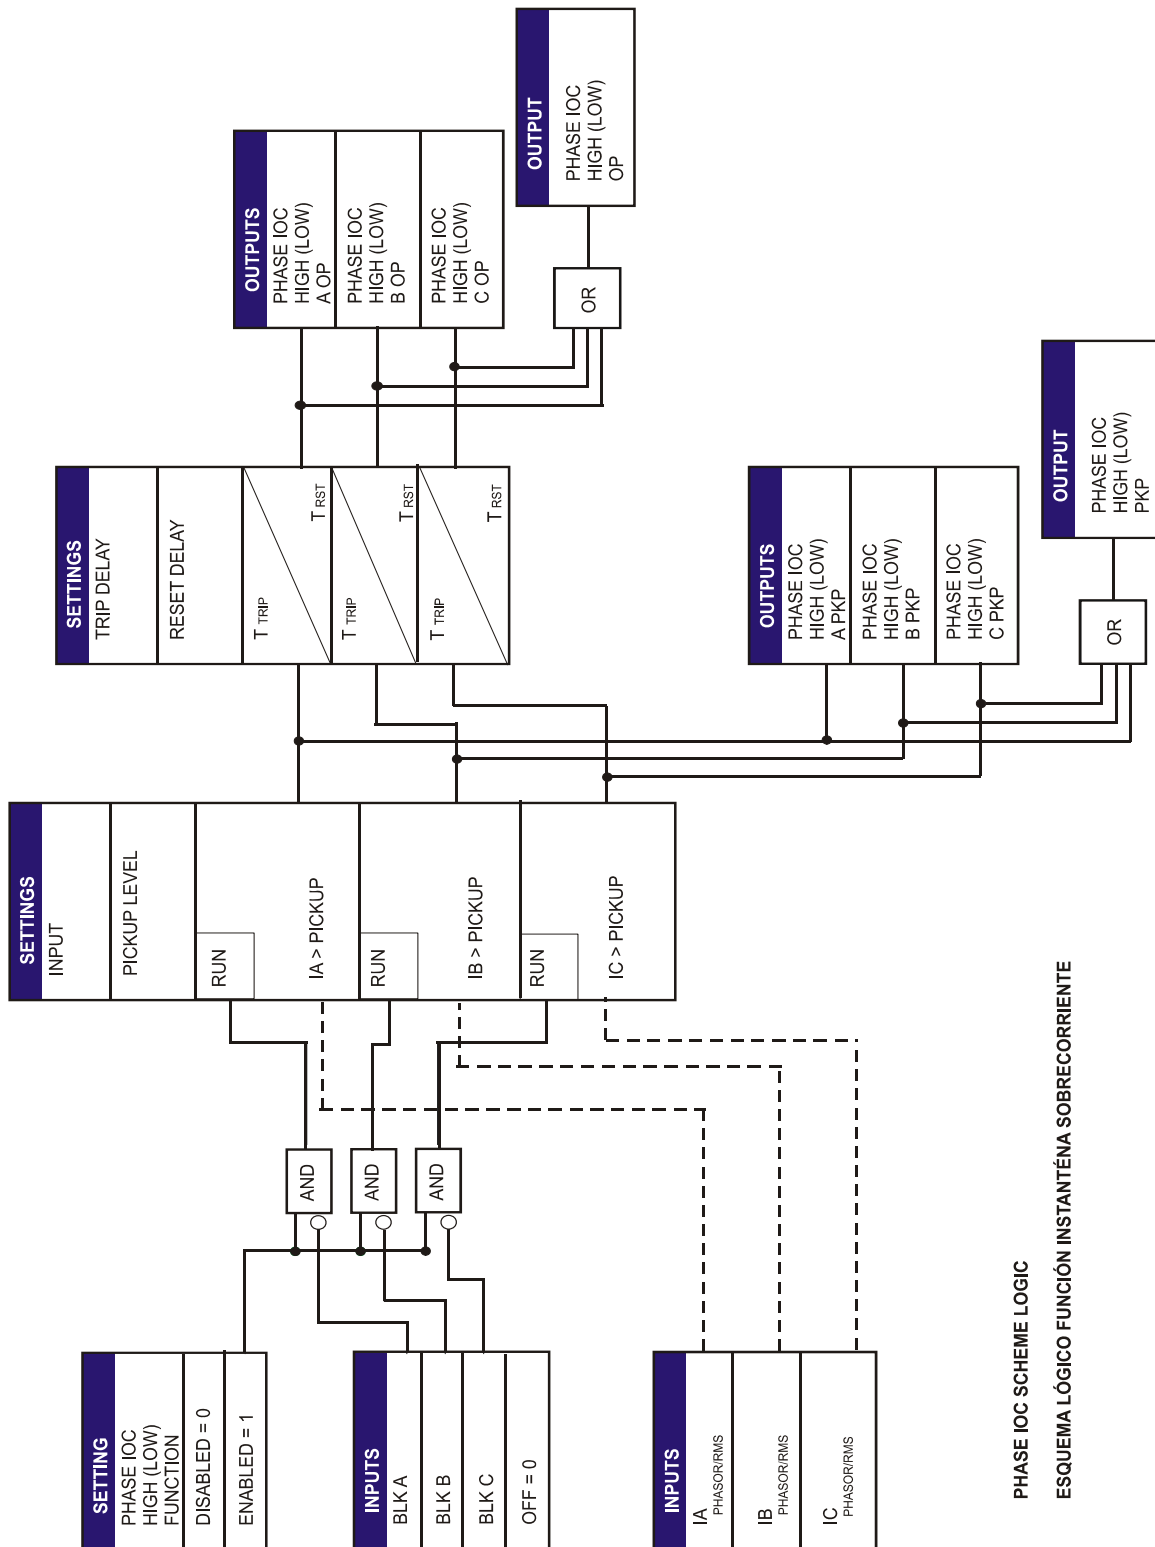 SETTING
PHASE IOC
HIGH (LOW)
FUNCTION
DISABLED = 0
ENABLED = 1
INPUTS
BLK A
BLK B
BLK C
OFF = 0
INPUTS
IA
PHASOR/RMS
IB
PHASOR/RMS
IC
PHASOR/RMS
AND
AND
AND
SETTINGS
INPUT
PICKUP LEVEL
RUN
IA > PICKUP
RUN
IB > PICKUP
RUN
IC > PICKUP
SETTINGS
TRIP DELAY
RESET DELAY
T TRIP
T RST
T TRIP
T RST
T TRIP
T RST
OUTPUTS
PHASE IOC
HIGH (LOW)
A OP
PHASE IOC
HIGH (LOW)
B OP
PHASE IOC
HIGH (LOW)
C OP
OR
OUTPUT
PHASE IOC
HIGH (LOW)
OP
OUTPUTS
PHASE IOC
HIGH (LOW)
A PKP
PHASE IOC
HIGH (LOW)
B PKP
PHASE IOC
HIGH (LOW)
C PKP
OR
OUTPUT
PHASE IOC
HIGH (LOW)
PKP
PHASE IOC SCHEME LOGIC
ESQUEMA LÓGICO FUNCIÓN INSTANTÉNA SOBRECORRIENTE